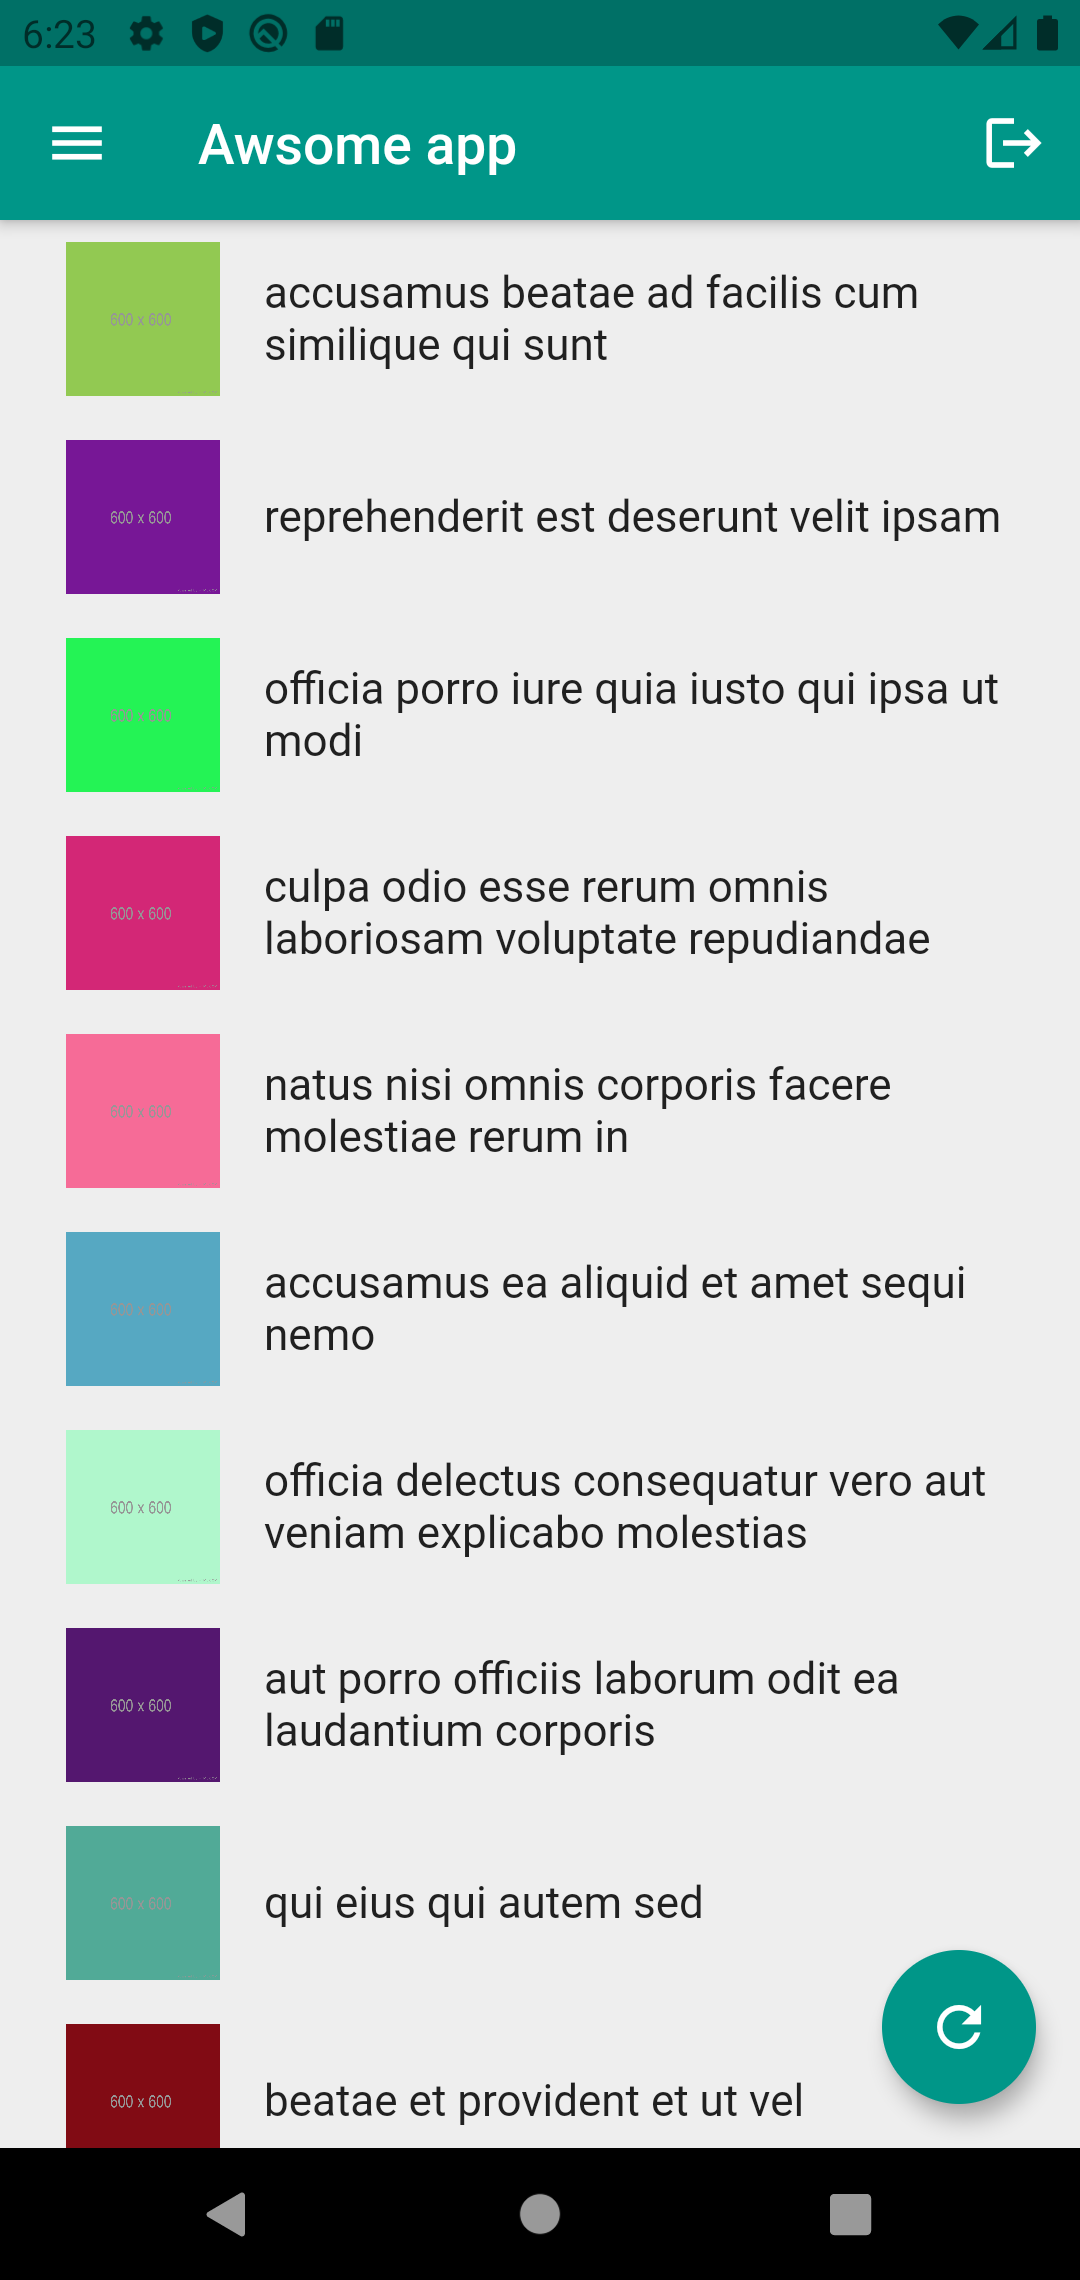 6:23
Awsome app
600 x 600
accusamus beatae ad facilis cum
similique qui sunt
600 x 600
reprehenderit est deserunt velit ipsam
600 x 600
officia porro iure quia iusto qui ipsa ut
modi
600 x 600
culpa odio esse rerum omnis
laboriosam voluptate repudiandae
600 x 600
natus nisi omnis corporis facere
molestiae rerum in
600 x 600
accusamus ea aliquid et amet sequi
nemo
600 x 600
officia delectus consequatur vero aut
veniam explicabo molestias
600 x 600
aut porro officiis laborum odit ea
laudantium corporis
600 x 600
qui eius qui autem sed
600 x 600
beatae et provident et ut vel